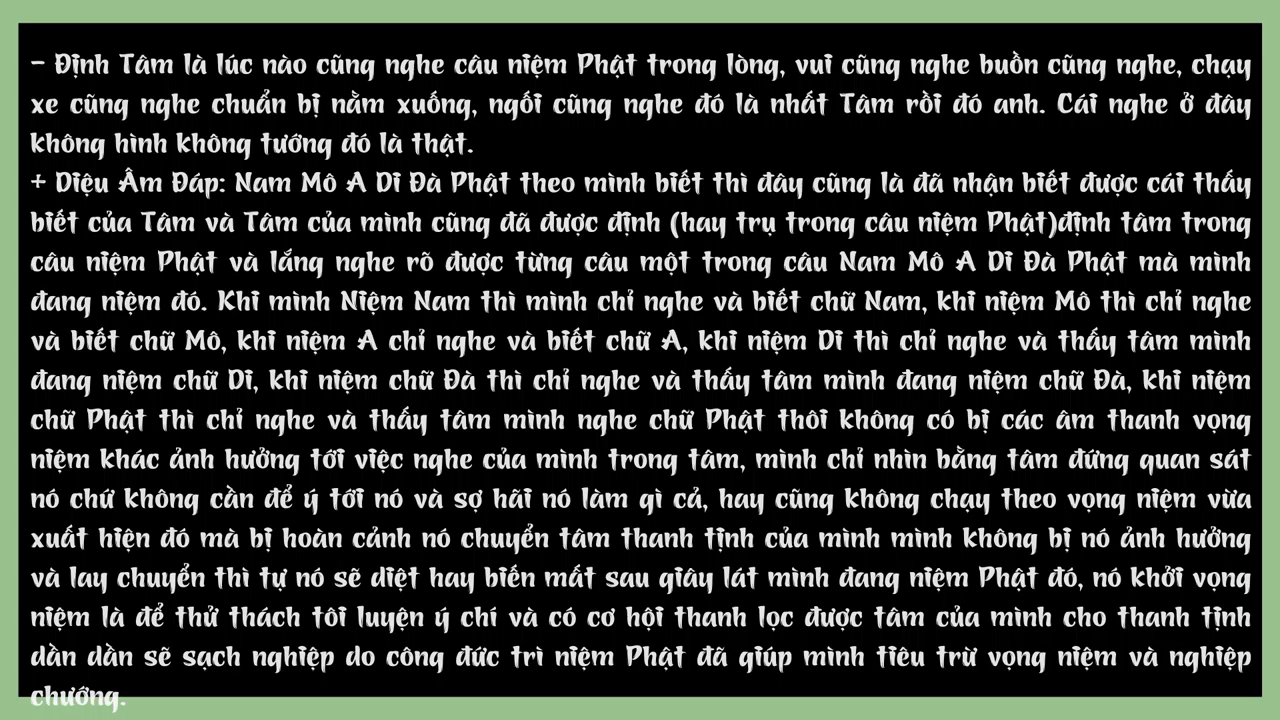 - Định Tâm là lúc nào cũng nghe câu niệm Phật trong lòng, vui cũng nghe buồn cũng nghe, chạy
xe cũng nghe chuẩn bị nằm xuống, ngối cũng nghe đó là nhất Tâm rồi đó anh. Cái nghe ở đây
không hình không tướng đó là thật.
+ Diệu Âm Đáp: Nam Mô A Di Đà Phật theo mình biết thì đây cũng là đã nhận biết được cái thấy
biết của Tâm và Tâm của mình cũng đã được định (hay trụ trong câu niệm Phật)định tâm trong
câu niệm Phật và lắng nghe rõ được từng câu một trong câu Nam Mô A Di Đà Phật mà mình
đang niệm đó. Khi mình Niệm Nam thì mình chỉ nghe và biết chữ Nam, khi niệm Mô thì chỉ nghe
và biết chữ Mô, khi niệm A chỉ nghe và biết chữ A, khi niệm Di thì chỉ nghe và thấy tâm mình
đang niệm chữ Di, khi niệm chữ Đà thì chỉ nghe và thấy tâm mình đang niệm chữ Đà, khi niệm
chữ Phật thì chỉ nghe và thấy tâm mình nghe chữ Phật thôi không có bị các âm thanh vọng
niệm khác ảnh hưởng tới việc nghe của mình trong tâm, mình chỉ nhìn bằng tâm đứng quan sát
nó chứ không cần để ý tới nó và sợ hãi nó làm gì cả, hay cũng không chạy theo vọng niệm vừa
xuất hiện đó mà bị hoàn cảnh nó chuyển tâm thanh tịnh của mình mình không bị nó ảnh hưởng
và lay chuyển thì tự nó sẽ diệt hay biến mất sau giây lát mình đang niệm Phật đó, nó khởi vọng
niệm là để thử thách tôi luyện ý chí và có cơ hội thanh lọc được tâm của mình cho thanh tịnh
dần dần sẽ sạch nghiệp do công đức trì niệm Phật đã giúp mình tiêu trừ vọng niệm và nghiệp
chướng.